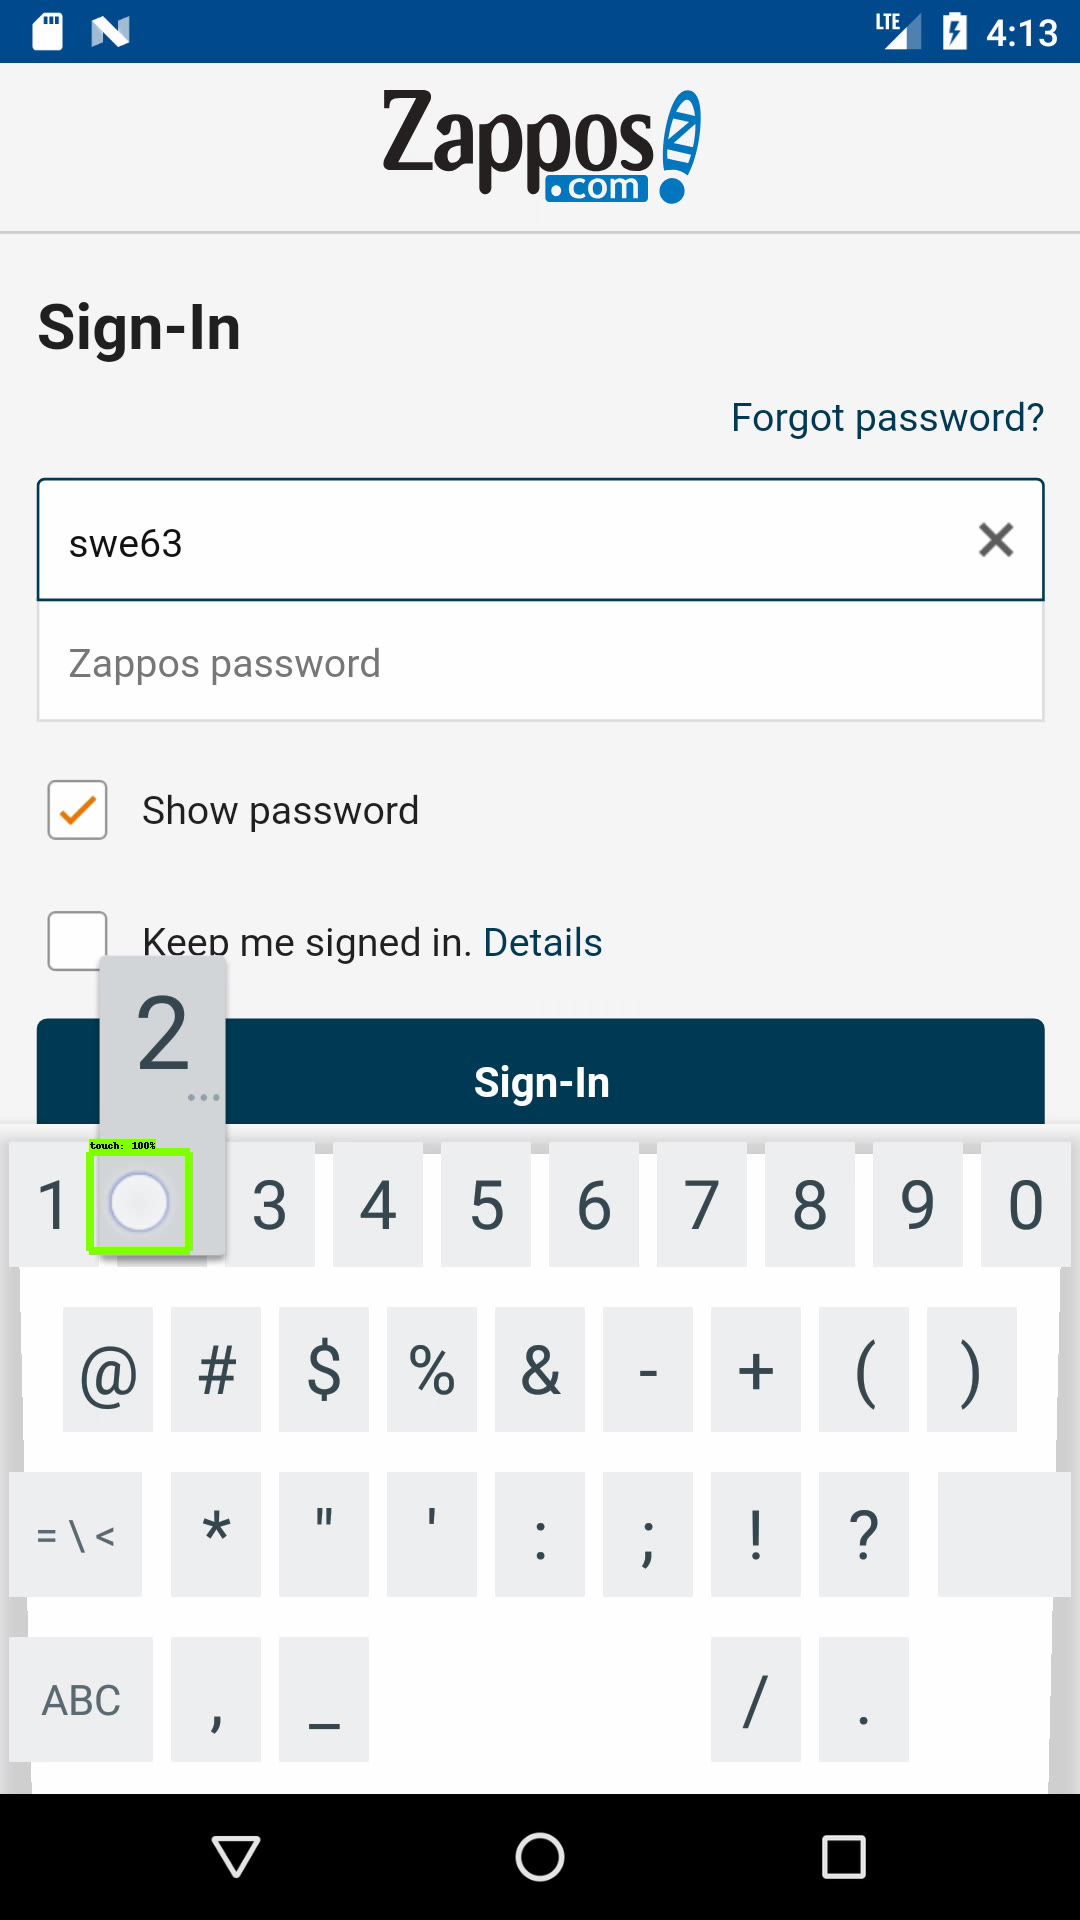 LTE 4:13
Zappos
.com
Sign-In
Forgot password?
swe63
Zappos password
Show password
Keep me signed in. Details
2
...
Sign-In
touch: 100%
1 3 4 5 6 7 8 9 0
@ # $ % & - + ( )
= \ < * " ' : ; ! ?
ABC , _ / .